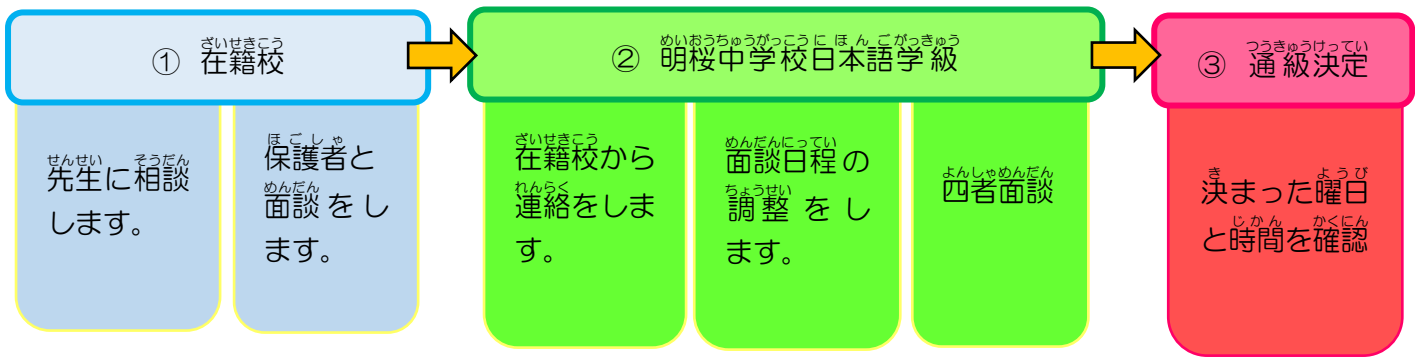 ① 在籍校
先生に相談
します。
保護者と
面談をし
ます。
② 明桜中学校日本語学級
在籍校から
連絡をしま
す。
面談日程の
調整をし
ます。
四者面談
③ 通級決定
決まった曜日
と時間を確認